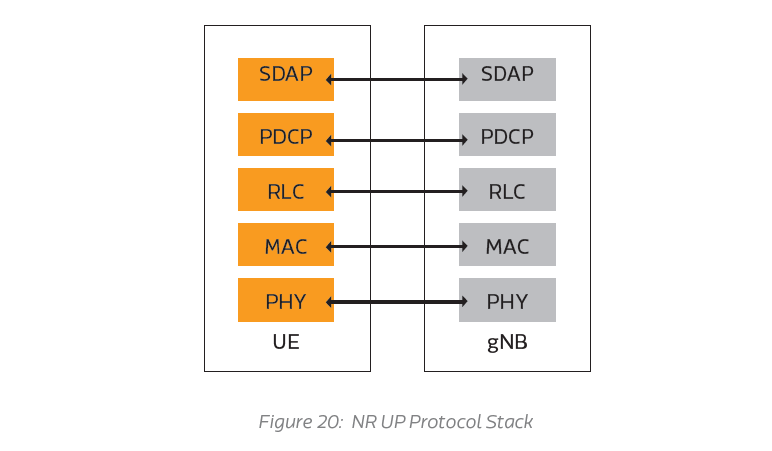 SDAP SDAP
PDCP PDCP
RLC RLC
MAC MAC
PHY PHY
UE gNB
Figure 20: NR UP Protocol Stack